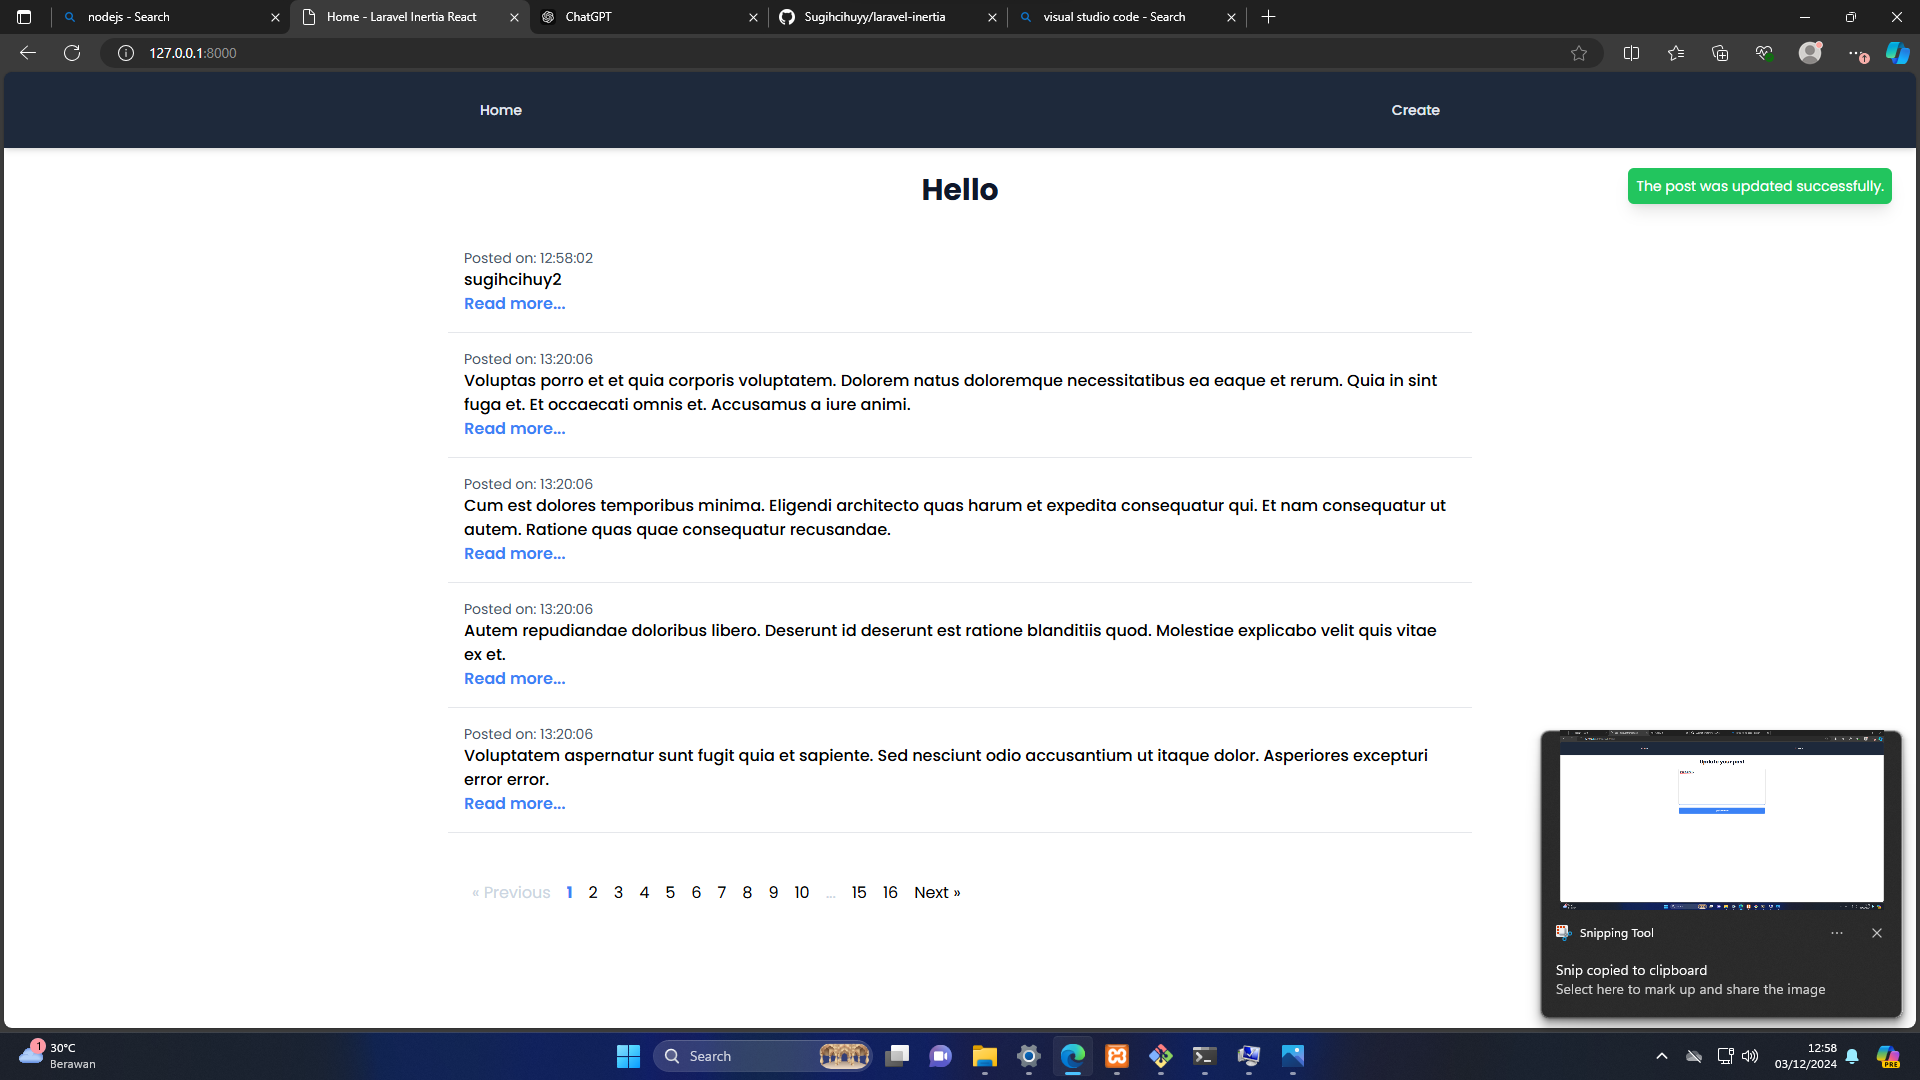 nodejs - Search
Home - Laravel Inertia React
ChatGPT
Sugihcihuyy/laravel-inertia
visual studio code - Search
127.0.0.1:8000
Home
Create
Hello
The post was updated successfully.
Posted on: 12:58:02
sugihcihuy2
Read more...
Posted on: 13:20:06
Voluptas porro et et quia corporis voluptatem. Dolorem natus doloremque necessitatibus ea eaque et rerum. Quia in sint
fuga et. Et occaecati omnis et. Accusamus a iure animi.
Read more...
Posted on: 13:20:06
Cum est dolores temporibus minima. Eligendi architecto quas harum et expedita consequatur qui. Et nam consequatur ut
autem. Ratione quas quae consequatur recusandae.
Read more...
Posted on: 13:20:06
Autem repudiandae doloribus libero. Deserunt id deserunt est ratione blanditiis quod. Molestiae explicabo velit quis vitae
ex et.
Read more...
Posted on: 13:20:06
Voluptatem aspernatur sunt fugit quia et sapiente. Sed nesciunt odio accusantium ut itaque dolor. Asperiores excepturi
error error.
Read more...
« Previous 1 2 3 4 5 6 7 8 9 10 ... 15 16 Next »
Update your post
Snipping Tool
Snip copied to clipboard
Select here to mark up and share the image
1
30°C
Berawan
Search
12:58
03/12/2024
PRE